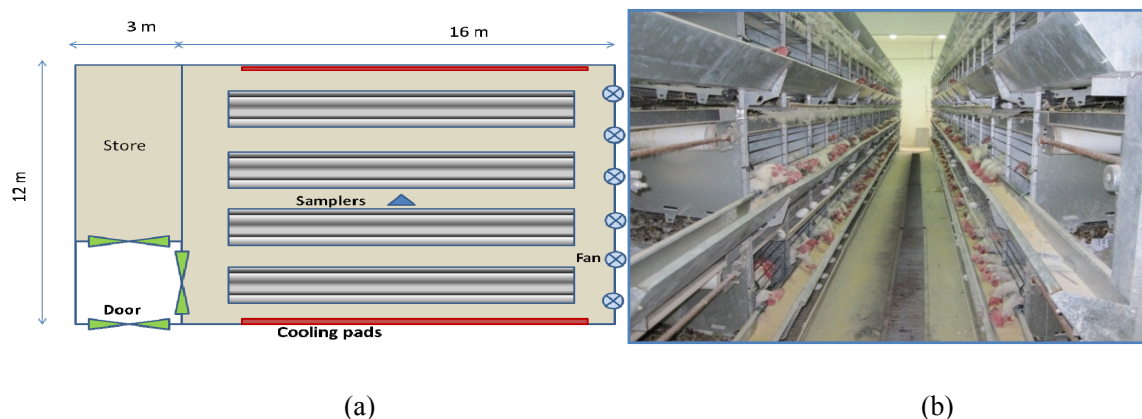 3 m
16 m
12 m
Store
Samplers
Fan
Door
Cooling pads
(a)
(b)